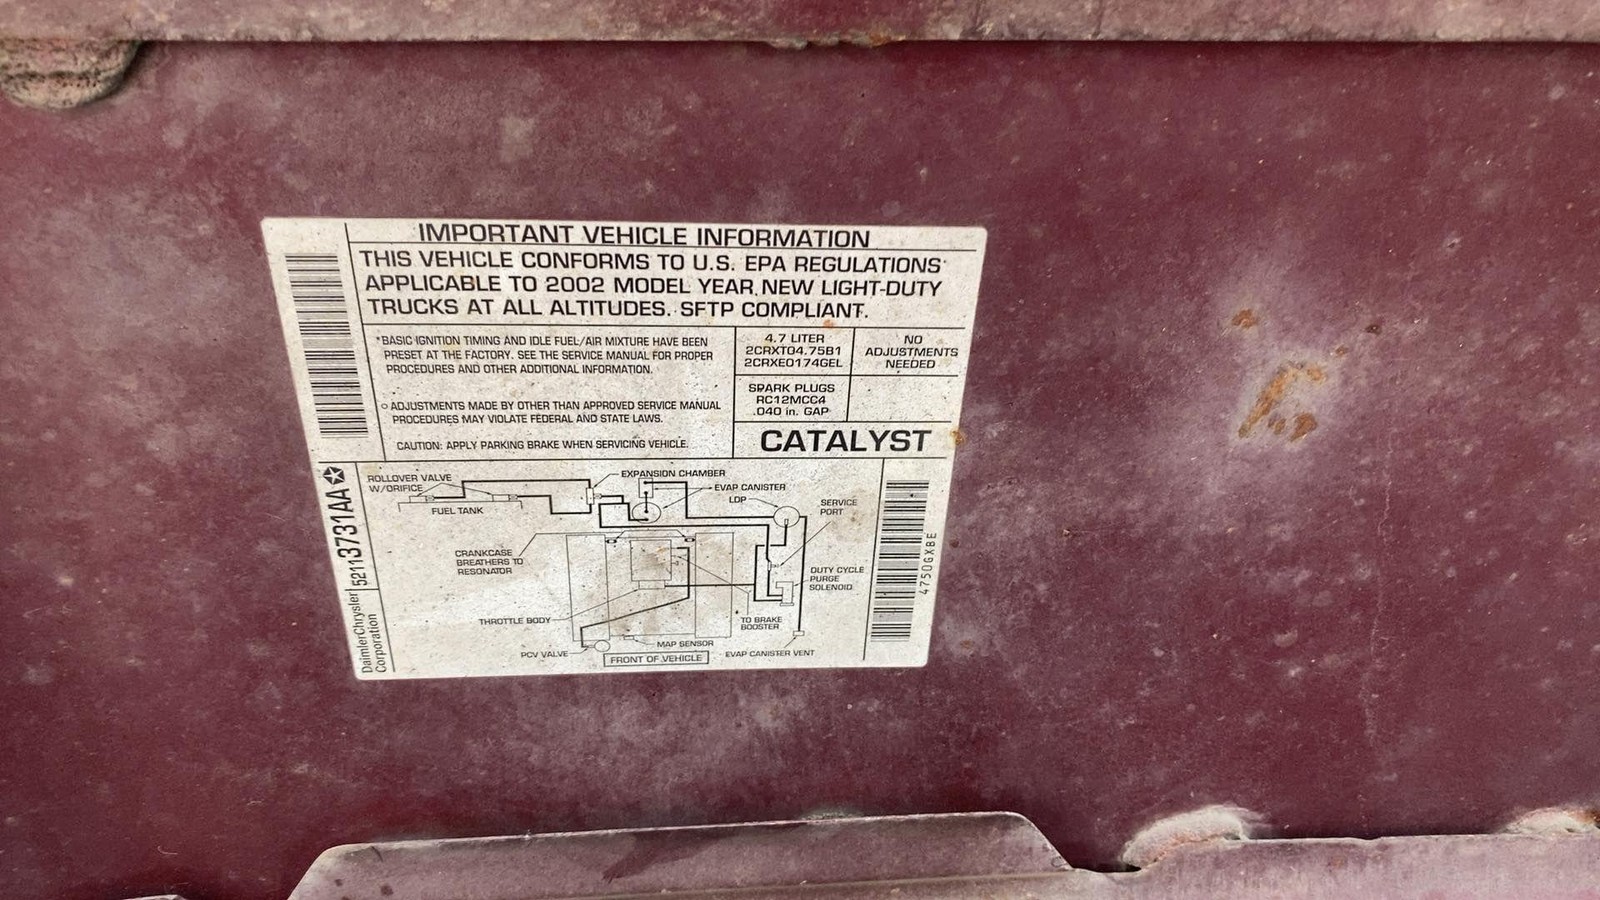 IMPORTANT VEHICLE INFORMATION
THIS VEHICLE CONFORMS TO U.S. EPA REGULATIONS
APPLICABLE TO 2002 MODEL YEAR NEW LIGHT-DUTY
TRUCKS AT ALL ALTITUDES. SFTP COMPLIANT.
BASIC IGNITION TIMING AND IDLE FUEL/AIR MIXTURE HAVE BEEN
PRESET AT THE FACTORY. SEE THE SERVICE MANUAL FOR PROPER
PROCEDURES AND OTHER ADDITIONAL INFORMATION.
ADJUSTMENTS MADE BY OTHER THAN APPROVED SERVICE MANUAL
PROCEDURES MAY VIOLATE FEDERAL AND STATE LAWS.
CAUTION: APPLY PARKING BRAKE WHEN SERVICING VEHICLE.
4.7 LITER
2CRXT04.75B1
2CRXE0174GEL
NO
ADJUSTMENTS
NEEDED
SPARK PLUGS
RC12MCC4
.040 in. GAP
CATALYST
ROLLOVER VALVE
W/ORIFICE
FUEL TANK
EXPANSION CHAMBER
EVAP CANISTER
LDP
SERVICE
PORT
CRANKCASE
BREATHERS TO
RESONATOR
DUTY CYCLE
PURGE
SOLENOID
THROTTLE BODY
TO BRAKE
BOOSTER
PCV VALVE
MAP SENSOR
EVAP CANISTER VENT
FRONT OF VEHICLE
DaimlerChrysler
Corporation
52113731AA
4750GXBE